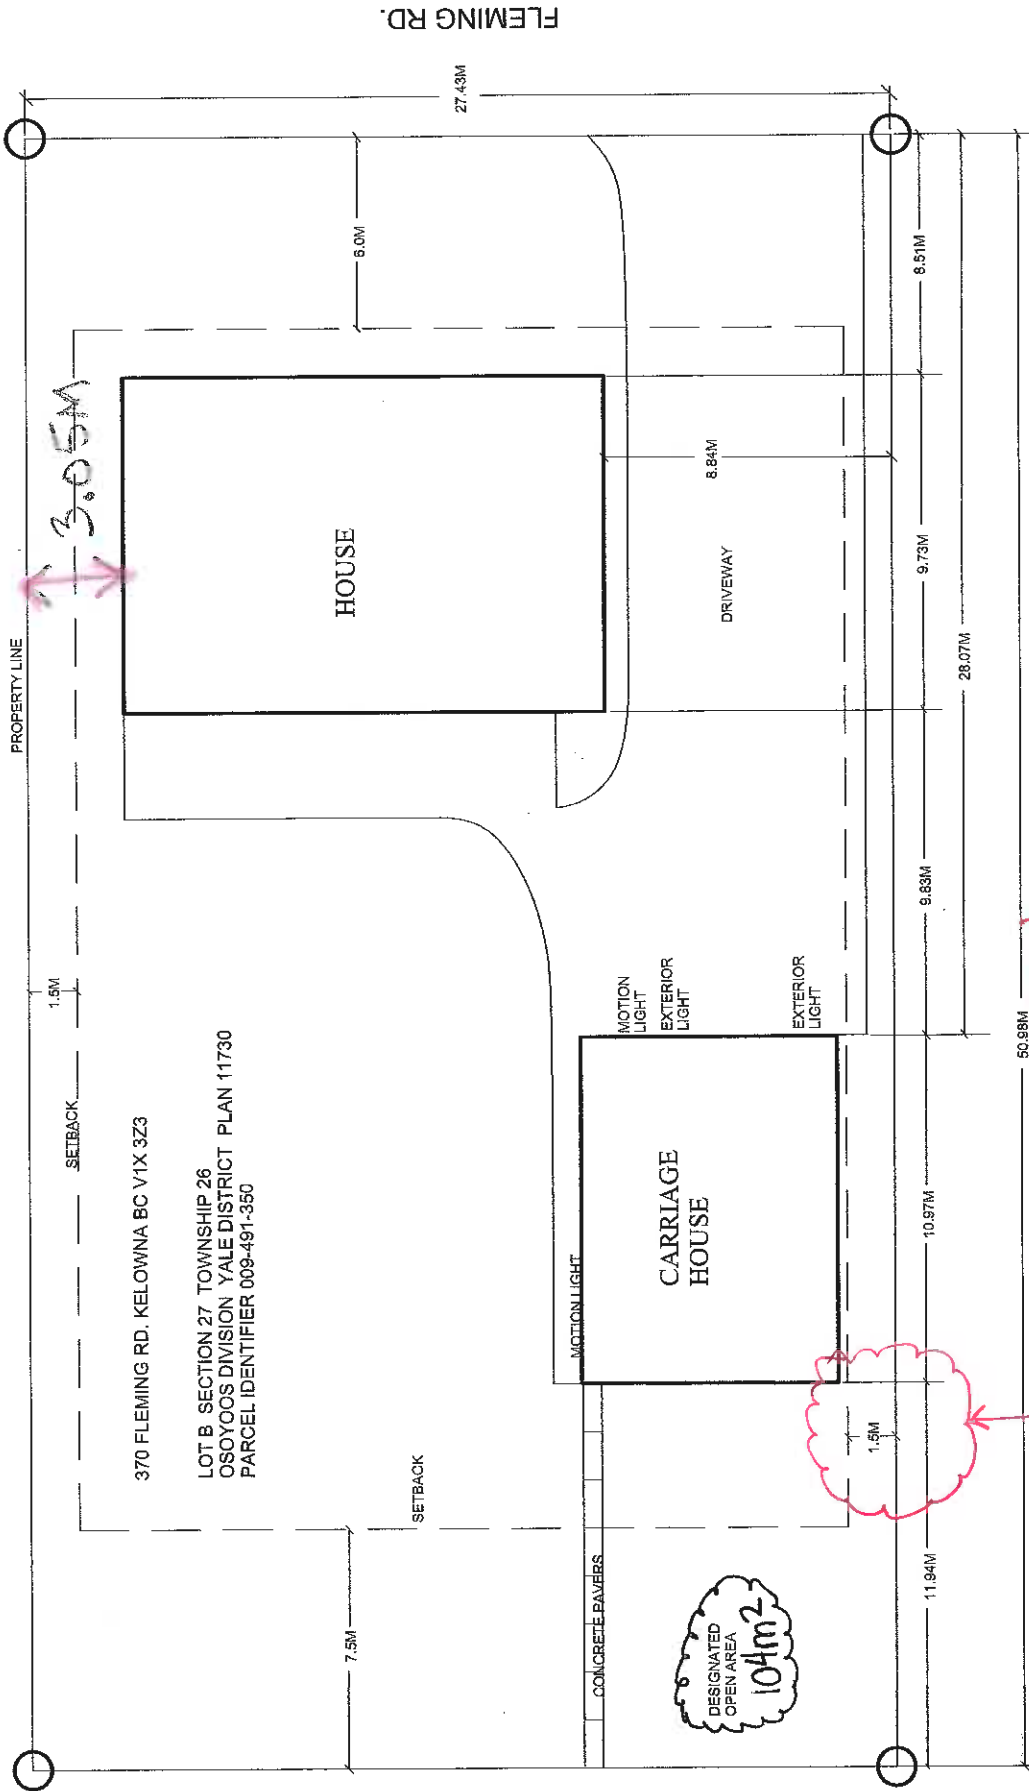 FLEMING RD.
27.43M
6.0M
3.05M
PROPERTY LINE
HOUSE
8.84M
DRIVEWAY
8.51M
9.73M
28.07M
9.83M
50.98M
1.5M
SETBACK
370 FLEMING RD. KELOWNA BC V1X 3Z3
LOT B SECTION 27 TOWNSHIP 26
OSOYOOS DIVISION YALE DISTRICT PLAN 11730
PARCEL IDENTIFIER 009-491-350
MOTION
LIGHT
EXTERIOR
LIGHT
EXTERIOR
LIGHT
MOTION LIGHT
CARRIAGE
HOUSE
10.97M
1.5M
SETBACK
7.5M
CONCRETE PAVERS
DESIGNATED
OPEN AREA
104m²
11.94M